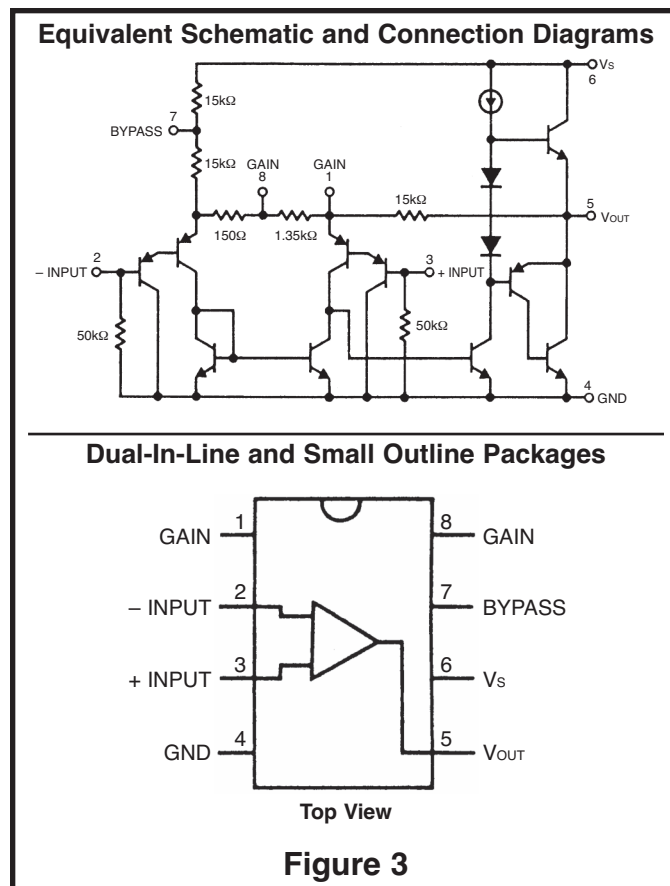 Equivalent Schematic and Connection Diagrams
VS
6
15kΩ
7
BYPASS
15kΩ
GAIN
8
GAIN
1
15kΩ
5
VOUT
150Ω
1.35kΩ
2
– INPUT
3
+ INPUT
50kΩ
50kΩ
4
GND
Dual-In-Line and Small Outline Packages
GAIN 1
8 GAIN
– INPUT 2
7 BYPASS
+ INPUT 3
6 VS
GND 4
5 VOUT
Top View
Figure 3